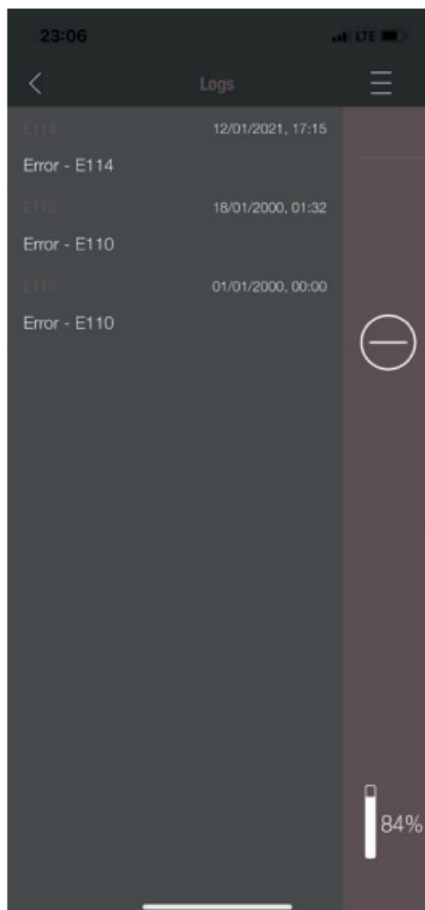 23:06
LTE
Logs
E114
12/01/2021, 17:15
Error - E114
E110
18/01/2000, 01:32
Error - E110
E110
01/01/2000, 00:00
Error - E110
84%